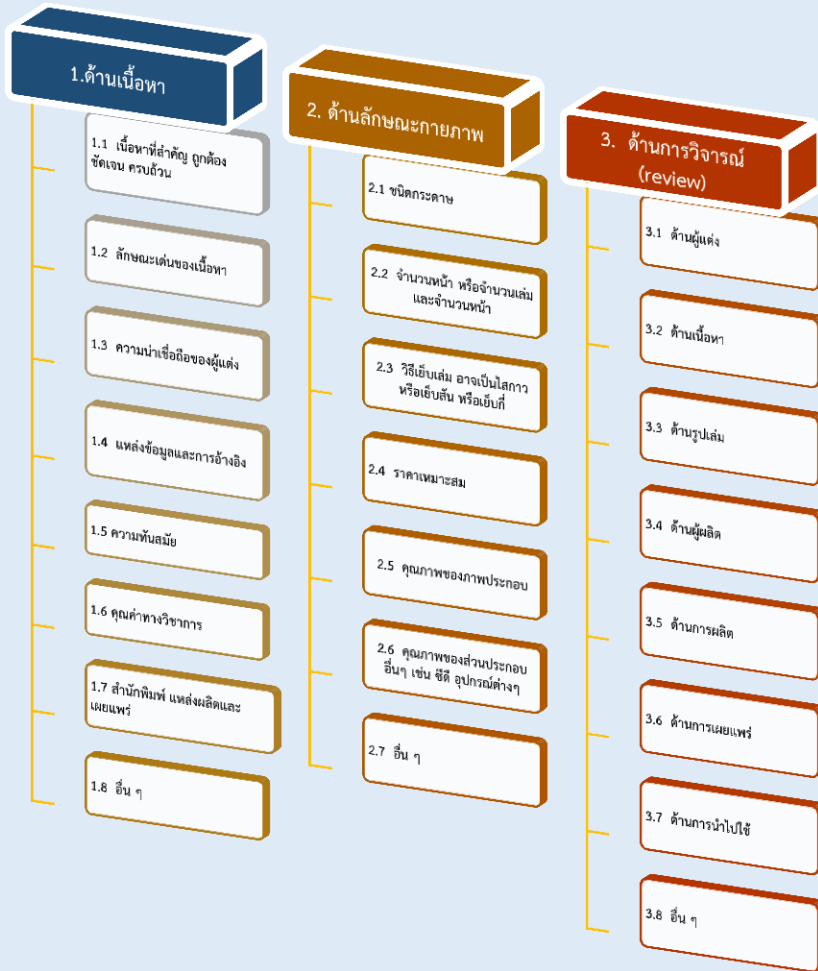 1.ด้านเนื้อหา
1.1 เนื้อหาที่สำคัญ ถูกต้อง
ชัดเจน ครบถ้วน
1.2 ลักษณะเด่นของเนื้อหา
1.3 ความน่าเชื่อถือของผู้แต่ง
1.4 แหล่งข้อมูลและการอ้างอิง
1.5 ความทันสมัย
1.6 คุณค่าทางวิชาการ
1.7 สำนักพิมพ์ แหล่งผลิตและ
เผยแพร่
1.8 อื่น ๆ
2. ด้านลักษณะกายภาพ
2.1 ชนิดกระดาษ
2.2 จำนวนหน้า หรือจำนวนเล่ม
และจำนวนหน้า
2.3 วิธีเย็บเล่ม อาจเป็นไสกาว
หรือเย็บสัน หรือเย็บกี่
2.4 ราคาเหมาะสม
2.5 คุณภาพของภาพประกอบ
2.6 คุณภาพของส่วนประกอบ
อื่นๆ เช่น ซีดี อุปกรณ์ต่างๆ
2.7 อื่น ๆ
3. ด้านการวิจารณ์
(review)
3.1 ด้านผู้แต่ง
3.2 ด้านเนื้อหา
3.3 ด้านรูปเล่ม
3.4 ด้านผู้ผลิต
3.5 ด้านการผลิต
3.6 ด้านการเผยแพร่
3.7 ด้านการนำไปใช้
3.8 อื่น ๆ